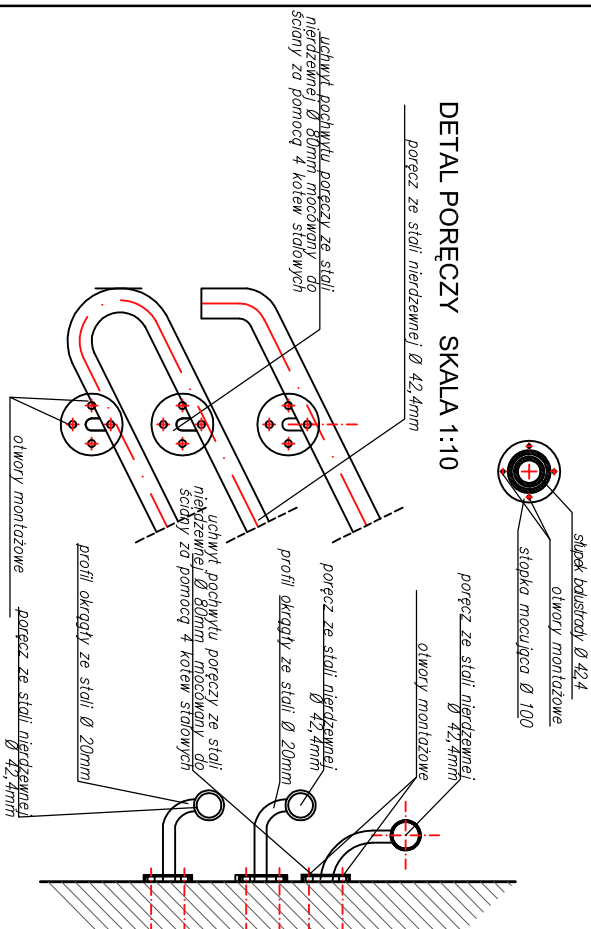 DETAL PORĘCZY SKALA 1:10
słupek balustrady Ø 42,4
otwory montażowe
stopka mocująca Ø 100
poręcz ze stali nierdzewnej Ø 42,4mm
uchwyt pochwytu poręczy ze stali
nierdzewnej Ø 80mm mocowany do
ściany za pomocą 4 kotew stalowych
otwory montażowe
poręcz ze stali nierdzewnej
Ø 42,4mm
otwory montażowe
poręcz ze stali nierdzewnej
Ø 42,4mm
profil okrągły ze stali Ø 20mm
uchwyt pochwytu poręczy ze stali
nierdzewnej Ø 80mm mocowany do
ściany za pomocą 4 kotew stalowych
profil okrągły ze stali Ø 20mm
poręcz ze stali nierdzewnej
Ø 42,4mm